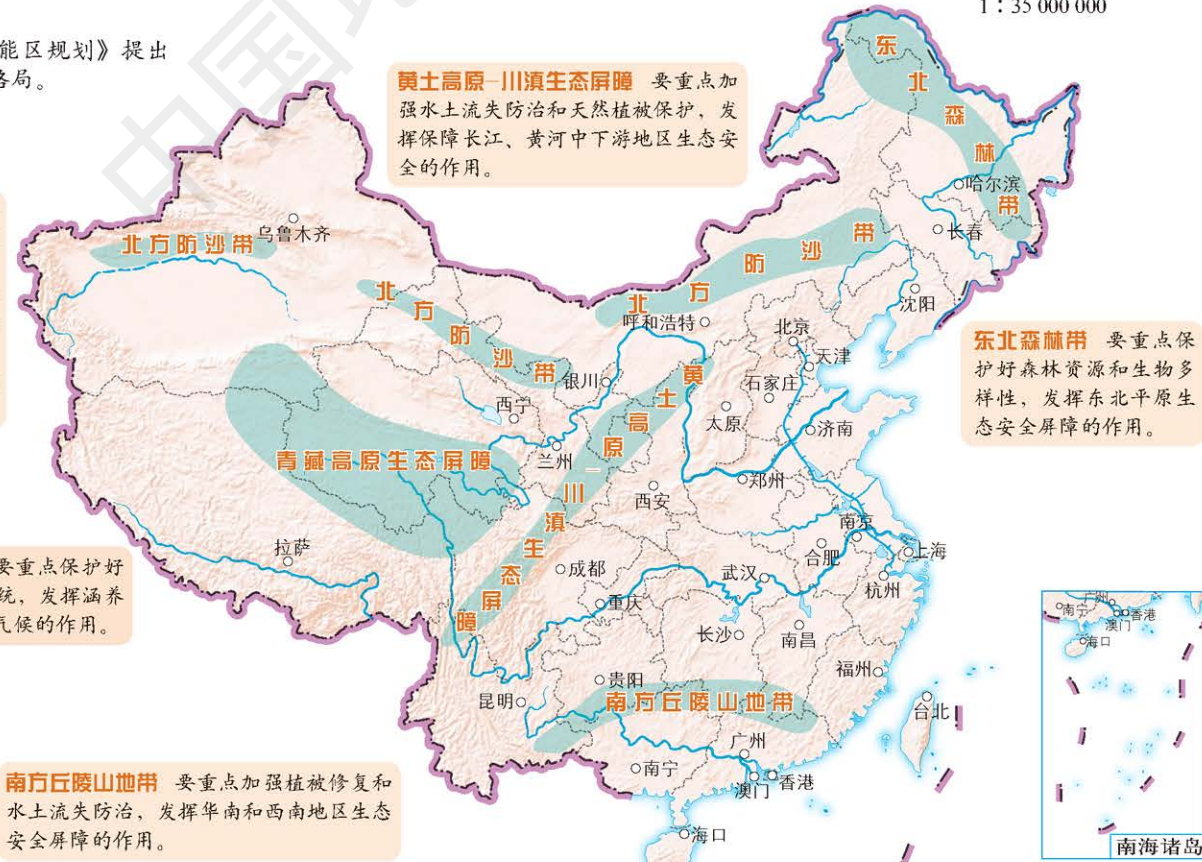 1∶35 000 000
能区规划》提出
格局。
黄土高原-川滇生态屏障 要重点加
强水土流失防治和天然植被保护，发
挥保障长江、黄河中下游地区生态安
全的作用。
东北森林带
哈尔滨
长春
沈阳
北方防沙带
乌鲁木齐
北方防沙带
北方防沙带
呼和浩特
北京
天津
石家庄
银川
西宁
太原
济南
兰州
黄土高原-川滇生态屏障
青藏高原生态屏障
东北森林带 要重点保
护好森林资源和生物多
样性，发挥东北平原生
态安全屏障的作用。
郑州
西安
南京
合肥
上海
拉萨
成都
武汉
杭州
重庆
长沙
南昌
要重点保护好
统，发挥涵养
气候的作用。
福州
贵阳
昆明
南方丘陵山地带
台北
广州
南宁
澳门
香港
海口
南方丘陵山地带 要重点加强植被修复和
水土流失防治，发挥华南和西南地区生态
安全屏障的作用。
广州
南宁
香港
澳门
海口
南海诸岛